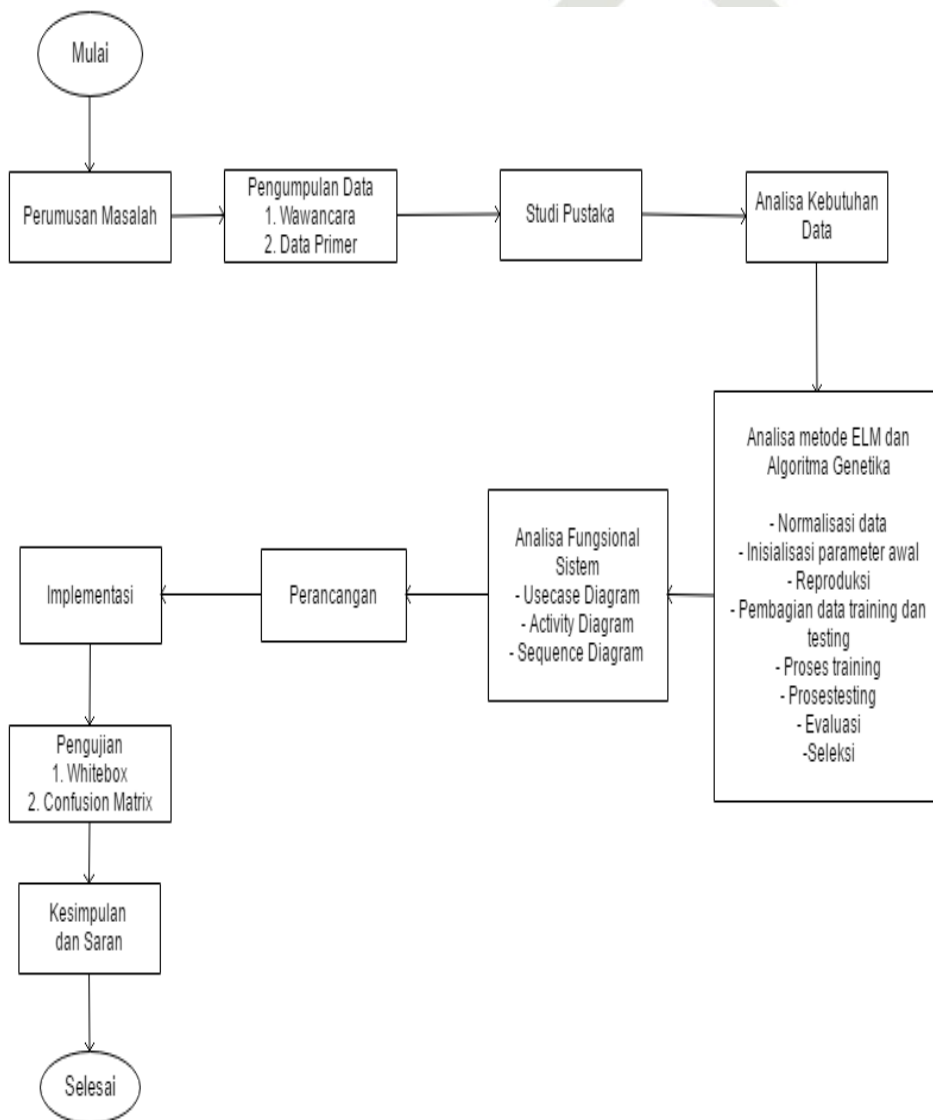 Mulai
Perumusan Masalah
Pengumpulan Data
1. Wawancara
2. Data Primer
Studi Pustaka
Analisa Kebutuhan
Data
Analisa metode ELM dan
Algoritma Genetika
- Normalisasi data
- Inisialisasi parameter awal
- Reproduksi
- Pembagian data training dan
testing
- Proses training
- Prosestesting
- Evaluasi
-Seleksi
Analisa Fungsional
Sistem
- Usecase Diagram
- Activity Diagram
- Sequence Diagram
Perancangan
Implementasi
Pengujian
1. Whitebox
2. Confusion Matrix
Kesimpulan
dan Saran
Selesai